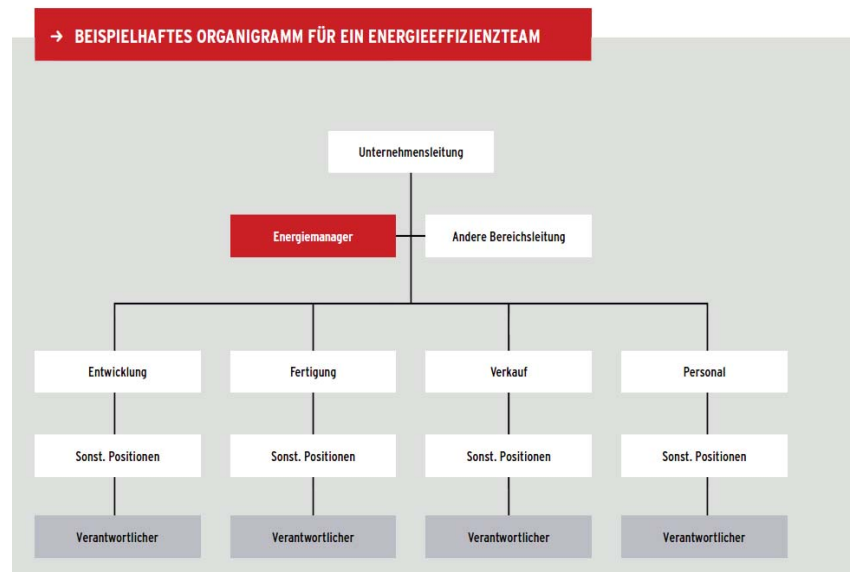 → BEISPIELHAFTES ORGANIGRAMM FÜR EIN ENERGIEEFFIZIENZTEAM
Unternehmensleitung
Energiemanager
Andere Bereichsleitung
Entwicklung
Fertigung
Verkauf
Personal
Sonst. Positionen
Sonst. Positionen
Sonst. Positionen
Sonst. Positionen
Verantwortlicher
Verantwortlicher
Verantwortlicher
Verantwortlicher